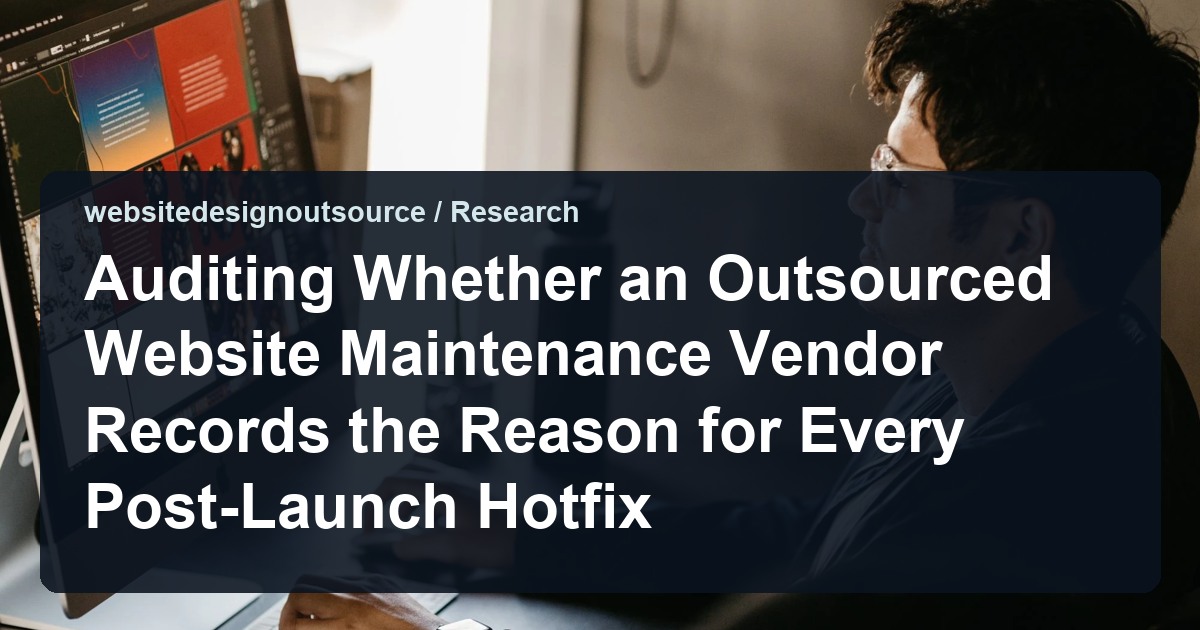 websitedesignoutsource / Research
Auditing Whether an Outsourced
Website Maintenance Vendor
Records the Reason for Every
Post-Launch Hotfix